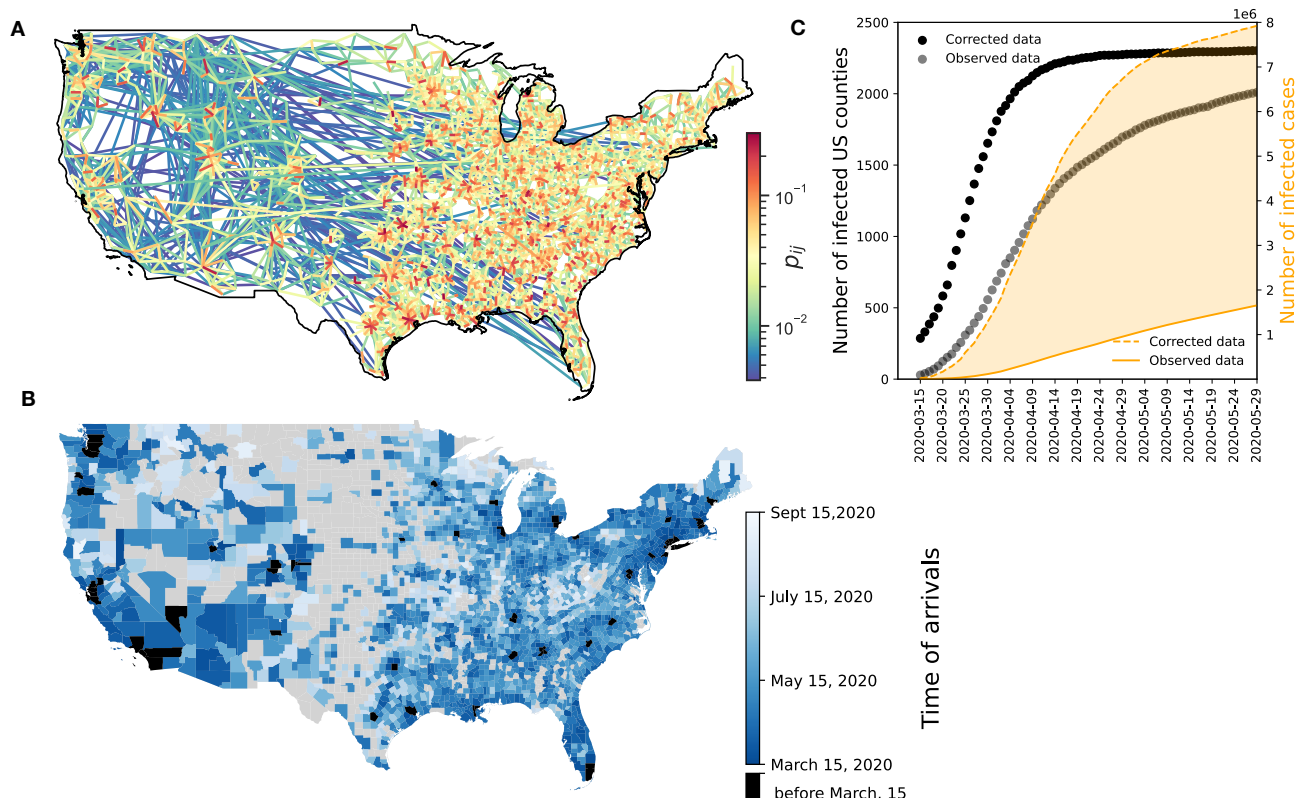 A
10⁻¹
10⁻²
pᵢⱼ
B
Sept 15,2020
July 15, 2020
May 15, 2020
March 15, 2020
before March, 15
Time of arrivals
C
1e6
Corrected data
Observed data
2500
2000
1500
1000
500
0
Number of infected US counties
8
7
6
5
4
3
2
1
Number of infected cases
Corrected data
Observed data
2020-03-15
2020-03-20
2020-03-25
2020-03-30
2020-04-04
2020-04-09
2020-04-14
2020-04-19
2020-04-24
2020-04-29
2020-05-04
2020-05-09
2020-05-14
2020-05-19
2020-05-24
2020-05-29